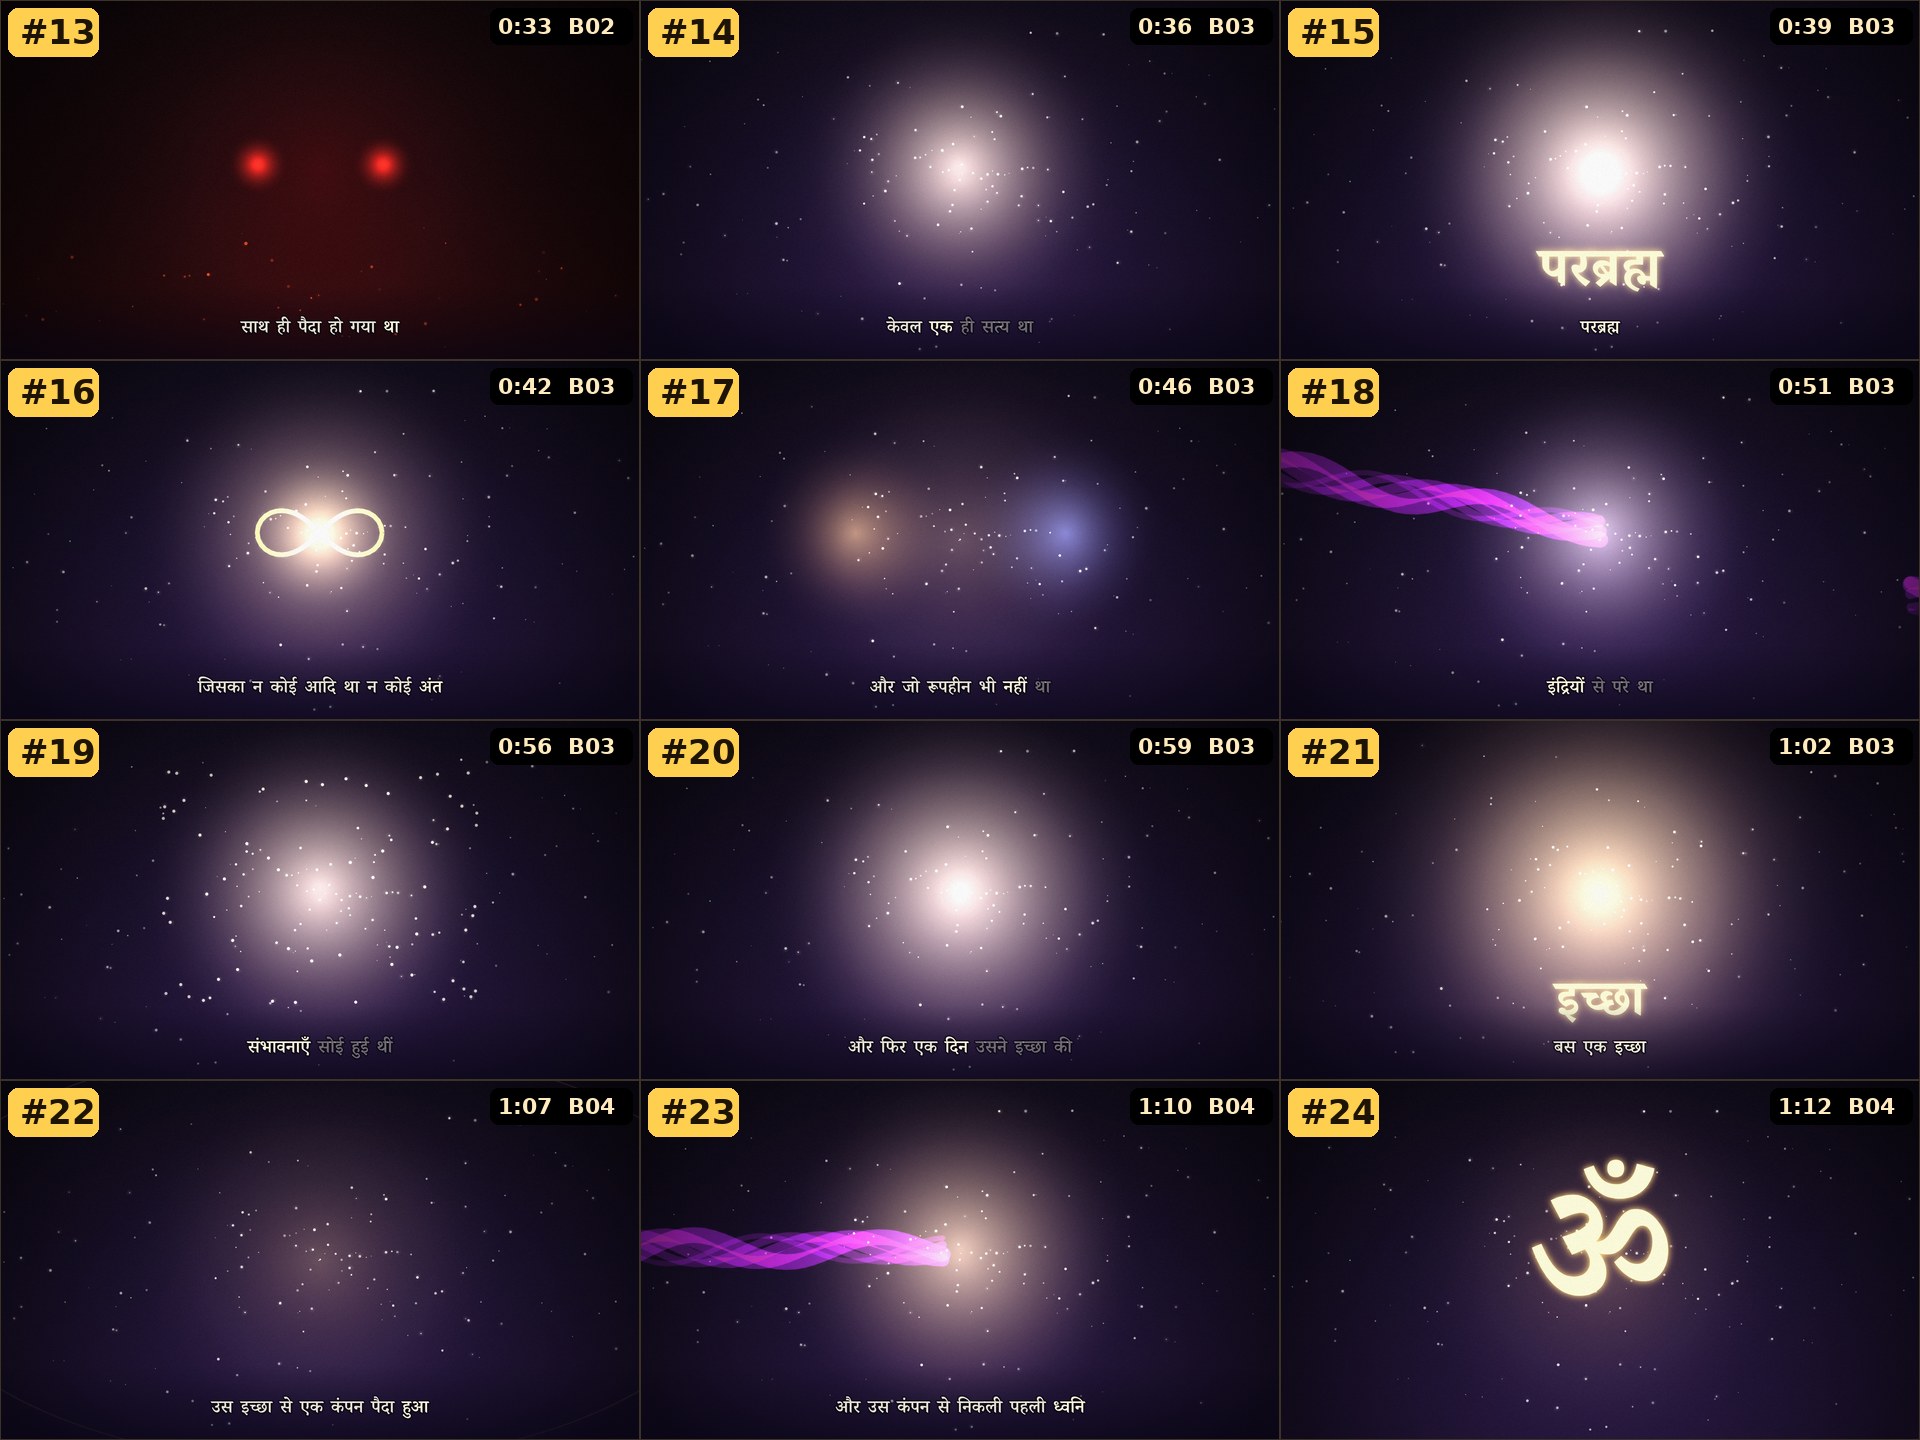 #13
0:33 B02
साथ ही पैदा हो गया था
#14
0:36 B03
केवल एक ही सत्य था
#15
0:39 B03
परब्रह्म
परब्रह्म
#16
0:42 B03
जिसका न कोई आदि था न कोई अंत
#17
0:46 B03
और जो रूपहीन भी नहीं था
#18
0:51 B03
इंद्रियों से परे था
#19
0:56 B03
संभावनाएँ सोई हुई थीं
#20
0:59 B03
और फिर एक दिन उसने इच्छा की
#21
1:02 B03
इच्छा
बस एक इच्छा
#22
1:07 B04
उस इच्छा से एक कंपन पैदा हुआ
#23
1:10 B04
और उस कंपन से निकली पहली ध्वनि
#24
1:12 B04
ॐ